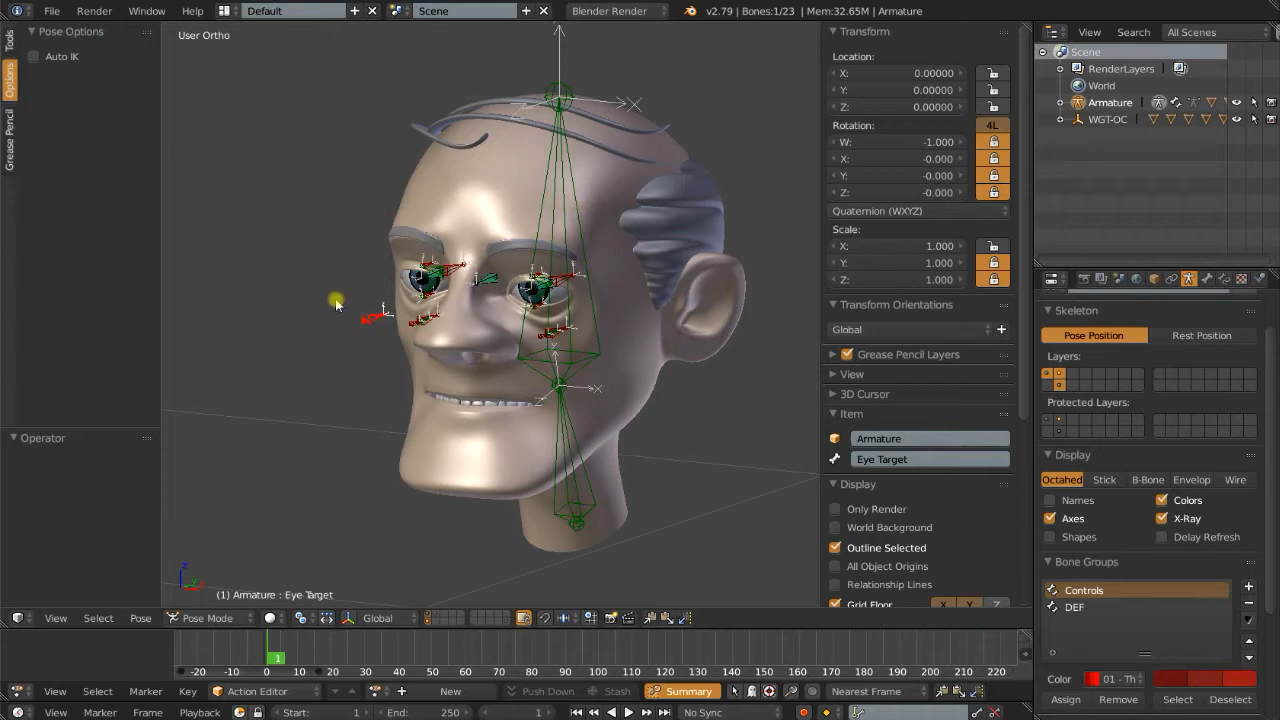 File Render Window Help Default Scene Blender Render v2.79 | Bones:1/23 | Mem:32.65M | Armature
Tools
Options
Grease Pencil
Pose Options
Auto IK
Operator
User Ortho
(1) Armature : Eye Target
Transform
Location:
X: 0.00000
Y: 0.00000
Z: 0.00000
Rotation: 4L
W: -1.000
X: -0.000
Y: -0.000
Z: -0.000
Quaternion (WXYZ)
Scale:
X: 1.000
Y: 1.000
Z: 1.000
Transform Orientations
Global
Grease Pencil Layers
View
3D Cursor
Item
Armature
Eye Target
Display
Only Render
World Background
Outline Selected
All Object Origins
Relationship Lines
Grid Floor X Y Z
View Search All Scenes
Scene
RenderLayers
World
Armature
WGT-OC
Skeleton
Pose Position Rest Position
Layers:
Protected Layers:
Display
Octahed Stick B-Bone Envelop Wire
Names Colors
Axes X-Ray
Shapes Delay Refresh
Bone Groups
Controls
DEF
Color 01 - Th
Assign Remove Select Deselect
View Select Pose Pose Mode Global
1
-20 -10 0 10 20 30 40 50 60 70 80 90 100 110 120 130 140 150 160 170 180 190 200 210 220
View Select Marker Key Action Editor New Push Down Stash Summary Nearest Frame
View Marker Frame Playback Start: 1 End: 250 1 No Sync